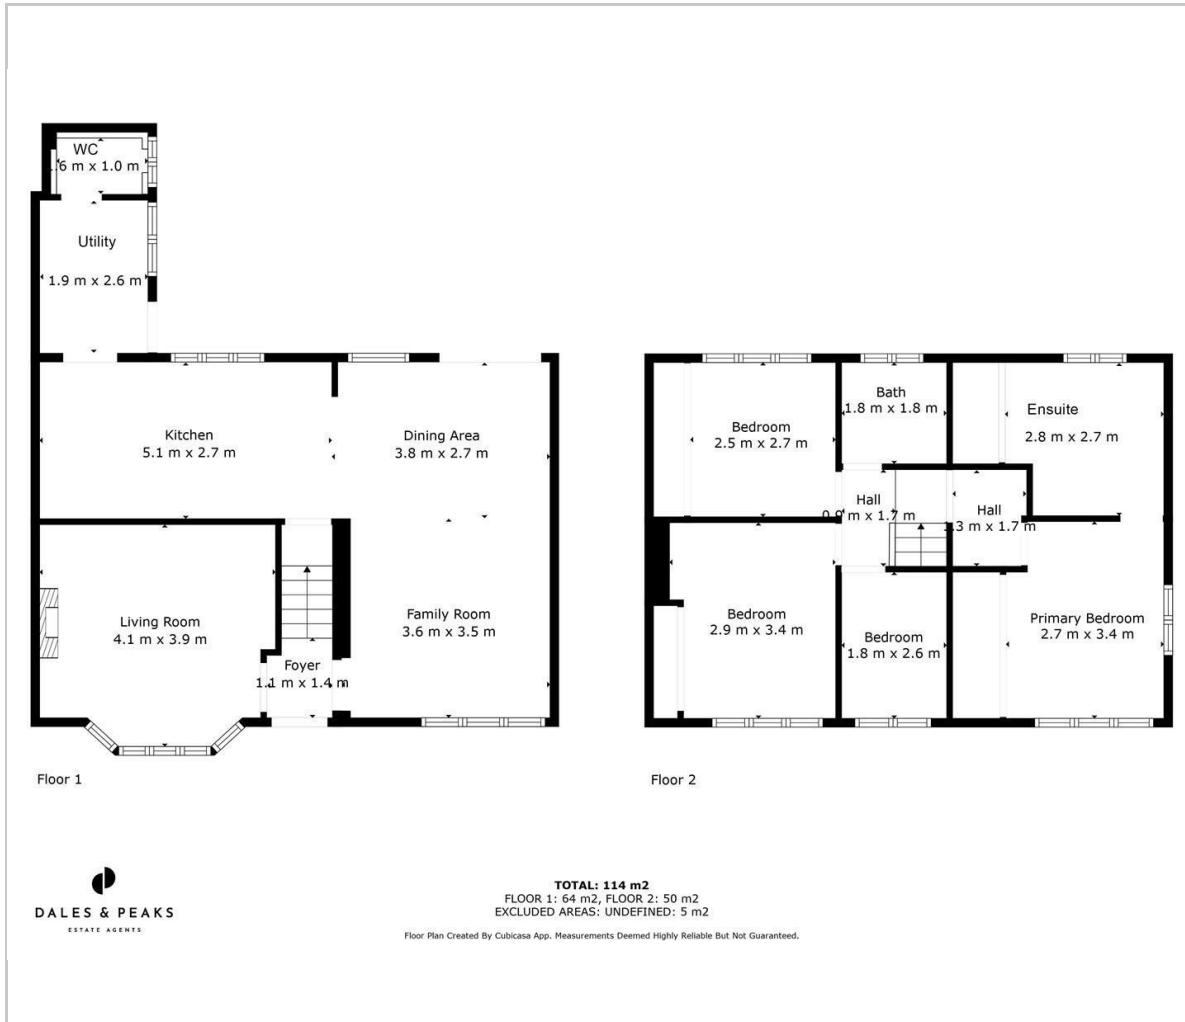 WC
.6 m x 1.0 m
Utility
1.9 m x 2.6 m
Kitchen
5.1 m x 2.7 m
Dining Area
3.8 m x 2.7 m
Living Room
4.1 m x 3.9 m
Foyer
1.1 m x 1.4 m
Family Room
3.6 m x 3.5 m
Floor 1
Bedroom
2.5 m x 2.7 m
Bath
1.8 m x 1.8 m
Ensuite
2.8 m x 2.7 m
Hall
0.9 m x 1.7 m
Hall
.3 m x 1.7 m
Bedroom
2.9 m x 3.4 m
Bedroom
1.8 m x 2.6 m
Primary Bedroom
2.7 m x 3.4 m
Floor 2
DALES & PEAKS
ESTATE AGENTS
TOTAL: 114 m2
FLOOR 1: 64 m2, FLOOR 2: 50 m2
EXCLUDED AREAS: UNDEFINED: 5 m2
Floor Plan Created By Cubicasa App. Measurements Deemed Highly Reliable But Not Guaranteed.